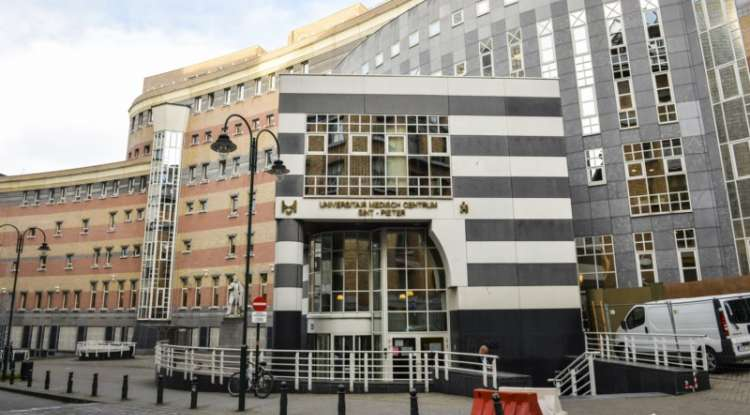 UNIVERSITAIR MEDISCH CENTRUM
SINT - PIETER